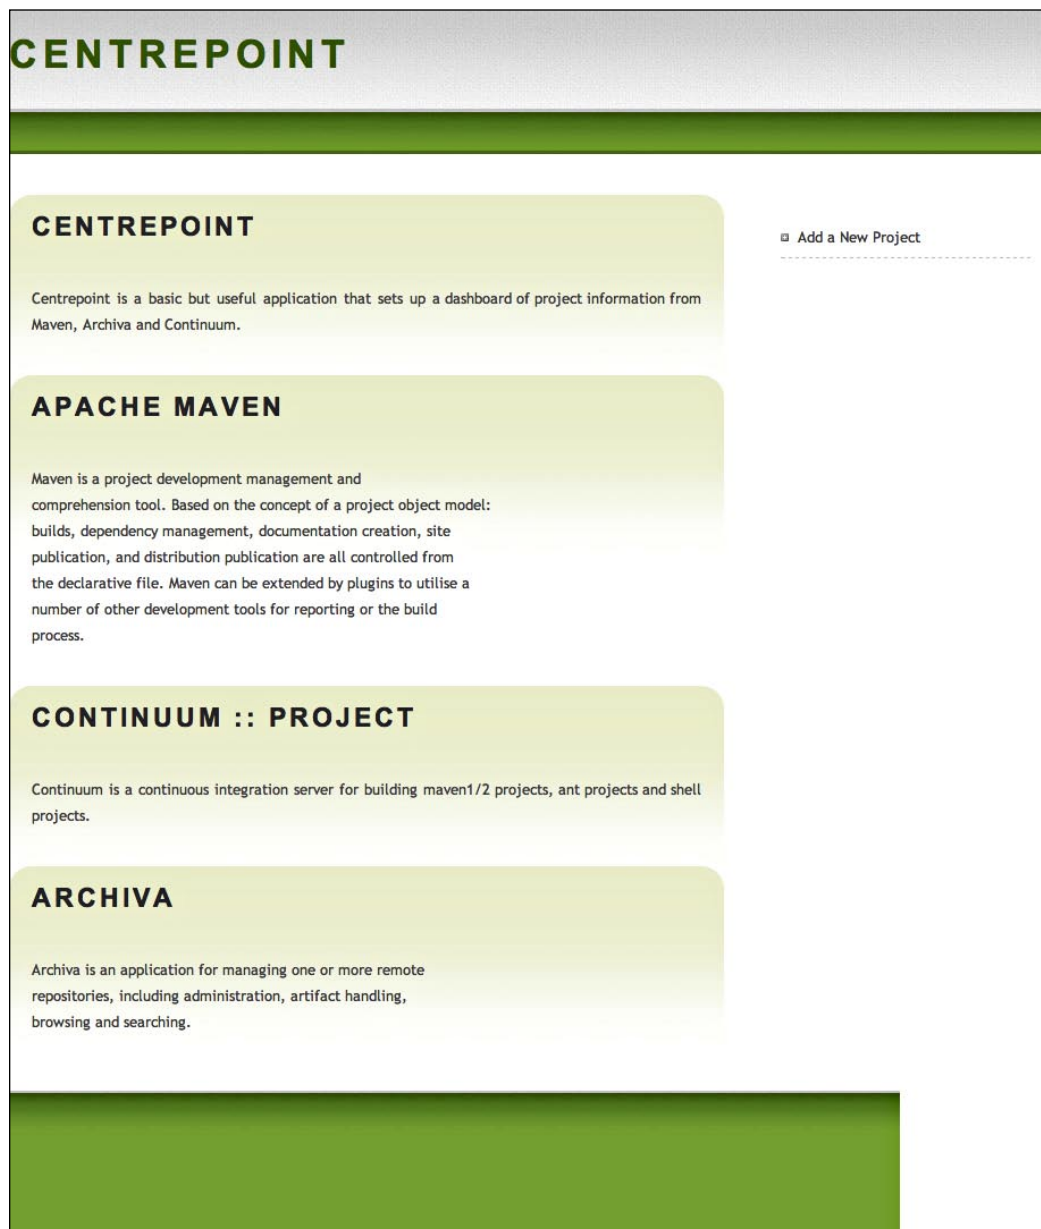 CENTREPOINT
CENTREPOINT
Add a New Project
Centrepoint is a basic but useful application that sets up a dashboard of project information from
Maven, Archiva and Continuum.
APACHE MAVEN
Maven is a project development management and
comprehension tool. Based on the concept of a project object model:
builds, dependency management, documentation creation, site
publication, and distribution publication are all controlled from
the declarative file. Maven can be extended by plugins to utilise a
number of other development tools for reporting or the build
process.
CONTINUUM :: PROJECT
Continuum is a continuous integration server for building maven1/2 projects, ant projects and shell
projects.
ARCHIVA
Archiva is an application for managing one or more remote
repositories, including administration, artifact handling,
browsing and searching.